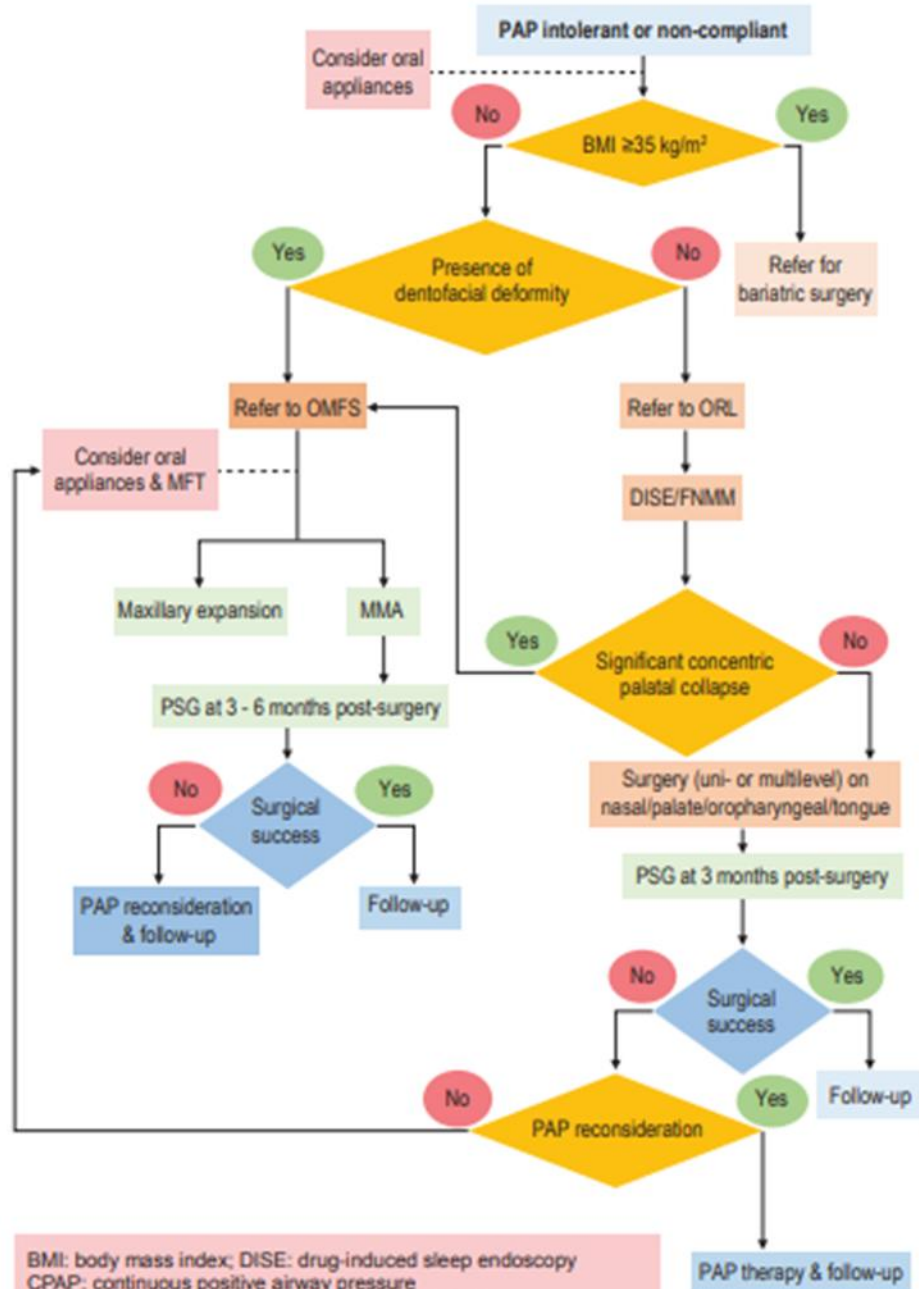 PAP intolerant or non-compliant
Consider oral
appliances
No
Yes
BMI ≥35 kg/m²
Yes
No
Presence of
dentofacial deformity
Refer for
bariatric surgery
Refer to OMFS
Refer to ORL
Consider oral
appliances & MFT
DISE/FNMM
Maxillary expansion
MMA
Yes
No
Significant concentric
palatal collapse
PSG at 3 - 6 months post-surgery
No
Yes
Surgical
success
Surgery (uni- or multilevel) on
nasal/palate/oropharyngeal/tongue
PSG at 3 months post-surgery
PAP reconsideration
& follow-up
Follow-up
No
Yes
Surgical
success
Follow-up
No
Yes
PAP reconsideration
PAP therapy & follow-up
BMI: body mass index; DISE: drug-induced sleep endoscopy
CPAP: continuous positive airway pressure